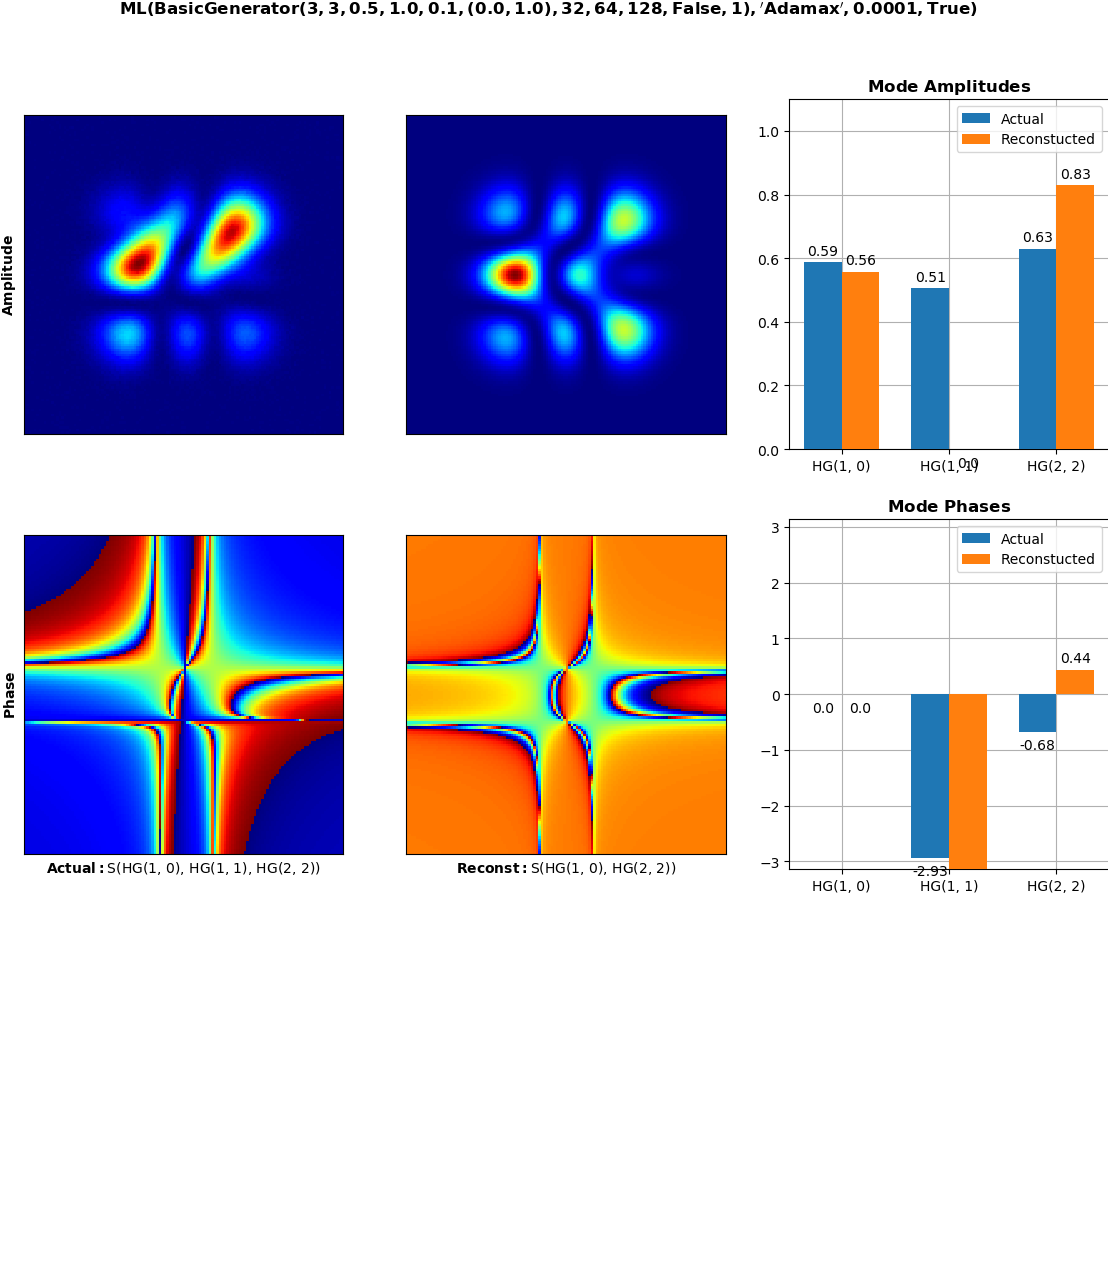 ML(BasicGenerator(3, 3, 0.5, 1.0, 0.1, (0.0, 1.0), 32, 64, 128, False, 1), 'Adamax', 0.0001, True)
Mode Amplitudes
Amplitude
1.0
0.8
0.6
0.4
0.2
0.0
Actual
Reconstucted
0.59
0.56
0.51
0.0
0.63
0.83
HG(1, 0)
HG(1, 1)
HG(2, 2)
Mode Phases
Phase
3
2
1
0
−1
−2
−3
Actual
Reconstucted
0.0
0.0
-2.93
-0.68
0.44
HG(1, 0)
HG(1, 1)
HG(2, 2)
Actual: S(HG(1, 0), HG(1, 1), HG(2, 2))
Reconst: S(HG(1, 0), HG(2, 2))